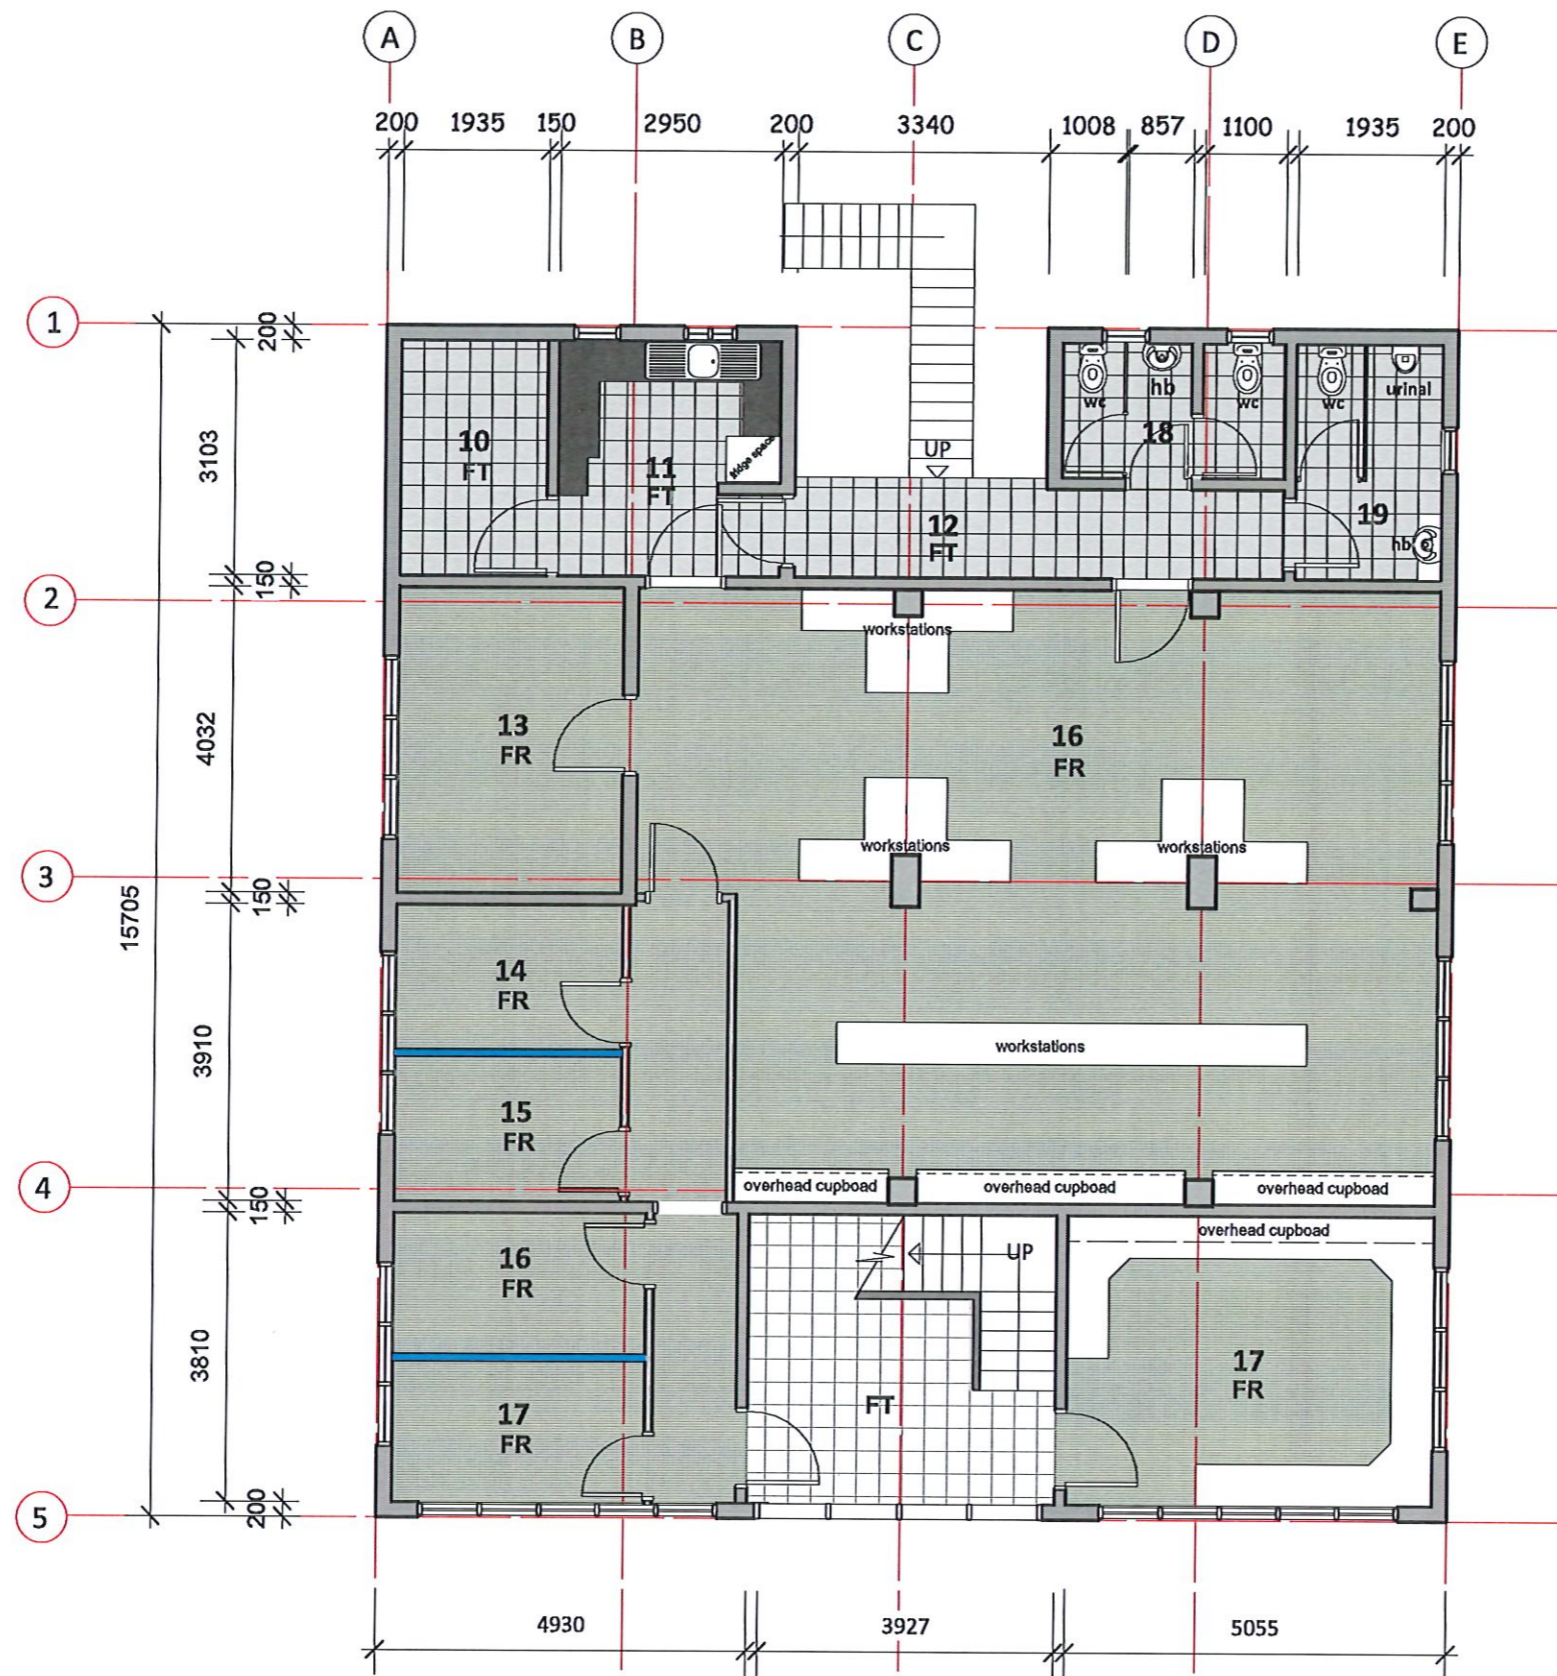 A B C D E
200 1935 150 2950 200 3340 1008 857 1100 1935 200
1
200
3103
150
2
4032
150
3
15705
3910
150
4
3810
200
5
10
FT
11
FT
fridge space
UP
12
FT
wc
hb
18
wc
wc
urinal
19
hb
13
FR
workstations
16
FR
workstations
workstations
14
FR
workstations
15
FR
overhead cupboad
overhead cupboad
overhead cupboad
16
FR
UP
overhead cupboad
17
FR
FT
17
FR
4930 3927 5055